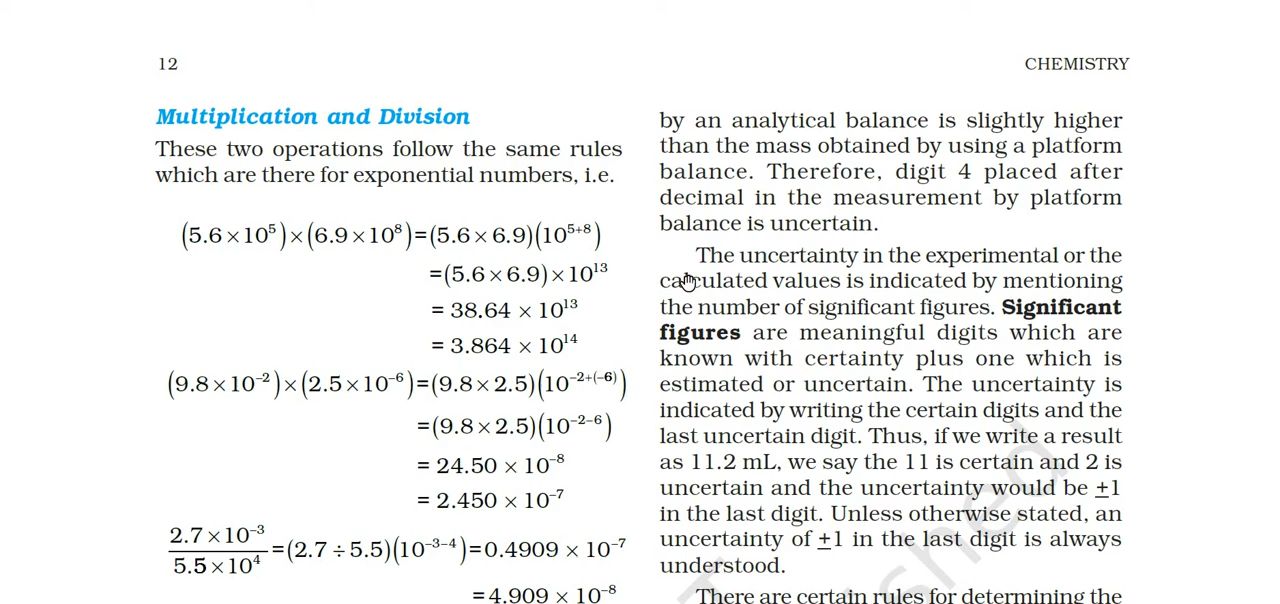 12
CHEMISTRY
Multiplication and Division
These two operations follow the same rules
which are there for exponential numbers, i.e.
(5.6 × 10⁵) × (6.9 × 10⁸) = (5.6 × 6.9)(10⁵⁺⁸)
= (5.6 × 6.9) × 10¹³
= 38.64 × 10¹³
= 3.864 × 10¹⁴
(9.8 × 10⁻²) × (2.5 × 10⁻⁶) = (9.8 × 2.5)(10⁻²⁺⁽⁻⁶⁾)
= (9.8 × 2.5)(10⁻²⁻⁶)
= 24.50 × 10⁻⁸
= 2.450 × 10⁻⁷
2.7 × 10⁻³ / 5.5 × 10⁴ = (2.7 ÷ 5.5)(10⁻³⁻⁴) = 0.4909 × 10⁻⁷
= 4.909 × 10⁻⁸
by an analytical balance is slightly higher
than the mass obtained by using a platform
balance. Therefore, digit 4 placed after
decimal in the measurement by platform
balance is uncertain.
The uncertainty in the experimental or the
calculated values is indicated by mentioning
the number of significant figures. Significant
figures are meaningful digits which are
known with certainty plus one which is
estimated or uncertain. The uncertainty is
indicated by writing the certain digits and the
last uncertain digit. Thus, if we write a result
as 11.2 mL, we say the 11 is certain and 2 is
uncertain and the uncertainty would be ±1
in the last digit. Unless otherwise stated, an
uncertainty of ±1 in the last digit is always
understood.
There are certain rules for determining the